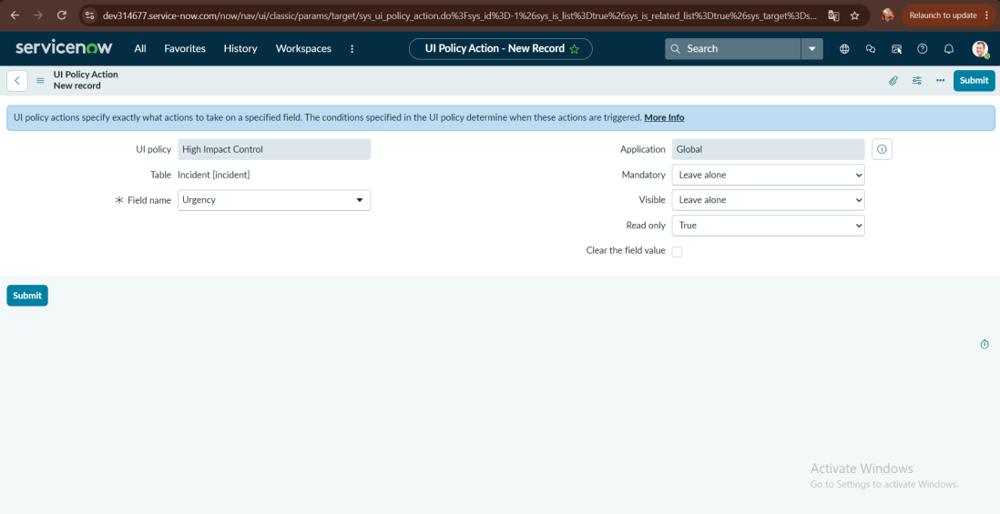 dev314677.service-now.com/now/nav/ui/classic/params/target/sys_ui_policy_action.do%3Fsys_id%3D-1%26sys_is_list%3Dtrue%26sys_is_related_list%3Dtrue%26sys_target%3Ds...
Relaunch to update
servicenow
All
Favorites
History
Workspaces
UI Policy Action - New Record
Search
UI Policy Action
New record
Submit
UI policy actions specify exactly what actions to take on a specified field. The conditions specified in the UI policy determine when these actions are triggered. More Info
UI policy High Impact Control
Table Incident [incident]
Field name Urgency
Application Global
Mandatory Leave alone
Visible Leave alone
Read only True
Clear the field value
Submit
Activate Windows
Go to Settings to activate Windows.